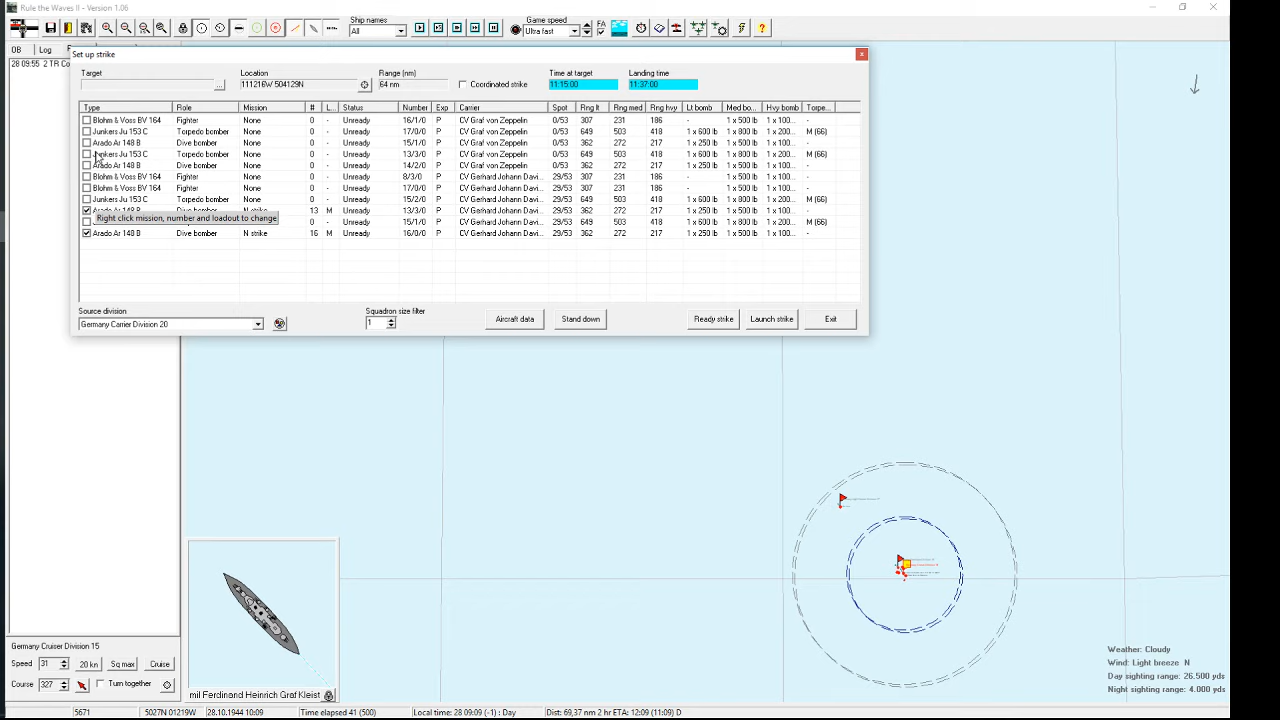 Rule the Waves II - Version 1.06
Ship names
All
Game speed
Ultra fast
FA
OB Log
28 09:55 2 TR Co
Set up strike
Target Location Range (nm) Time at target Landing time
... 111216W 504129N 64 nm Coordinated strike 11:15:00 11:37:00
Type Role Mission # L... Status Number Exp Carrier Spot Rng lt Rng med Rng hvy Lt bomb Med bo... Hvy bomb Torpe...
Blohm & Voss BV 164 Fighter None 0 - Unready 16/1/0 P CV Graf von Zeppelin 0/53 307 231 186 - 1 x 500 lb 1 x 100... -
Junkers Ju 153 C Torpedo bomber None 0 - Unready 17/0/0 P CV Graf von Zeppelin 0/53 649 503 418 1 x 600 lb 1 x 800 lb 1 x 100... M (66)
Arado Ar 148 B Dive bomber None 0 - Unready 15/1/0 P CV Graf von Zeppelin 0/53 362 272 217 1 x 250 lb 1 x 500 lb 1 x 100... -
Junkers Ju 153 C Torpedo bomber None 0 - Unready 13/3/0 P CV Graf von Zeppelin 0/53 649 503 418 1 x 600 lb 1 x 800 lb 1 x 100... M (66)
Arado Ar 148 B Dive bomber None 0 - Unready 14/2/0 P CV Graf von Zeppelin 0/53 362 272 217 1 x 250 lb 1 x 500 lb 1 x 100... -
Blohm & Voss BV 164 Fighter None 0 - Unready 8/3/0 P CV Gerhard Johann Davi... 29/53 307 231 186 - 1 x 500 lb 1 x 100... -
Blohm & Voss BV 164 Fighter None 0 - Unready 17/0/0 P CV Gerhard Johann Davi... 29/53 307 231 186 - 1 x 500 lb 1 x 100... -
Junkers Ju 153 C Torpedo bomber None 0 - Unready 15/2/0 P CV Gerhard Johann Davi... 29/53 649 503 418 1 x 600 lb 1 x 800 lb 1 x 100... M (66)
13 M Unready 13/3/0 P CV Gerhard Johann Davi... 29/53 362 272 217 1 x 250 lb 1 x 500 lb 1 x 100... -
Right click mission, number and loadout to change
0 - Unready 15/1/0 P CV Gerhard Johann Davi... 29/53 649 503 418 1 x 600 lb 1 x 800 lb 1 x 100... M (66)
Arado Ar 148 B Dive bomber N strike 16 M Unready 16/0/0 P CV Gerhard Johann Davi... 29/53 362 272 217 1 x 250 lb 1 x 500 lb 1 x 100... -
Source division Squadron size filter
Germany Carrier Division 20 1 Aircraft data Stand down Ready strike Launch strike Exit
Germany Cruiser Division 15
Speed 31 20 kn Sq max Cruise
Course 327 Turn together
mil Ferdinand Heinrich Graf Kleist
Weather: Cloudy
Wind: Light breeze N
Day sighting range: 26.500 yds
Night sighting range: 4.000 yds
5671 5027N 01219W 28.10.1944 10:09 Time elapsed 41 (500) Local time: 28 09:09 (-1) : Day Dist: 69,37 nm 2 hr ETA: 12:09 (11:09) D